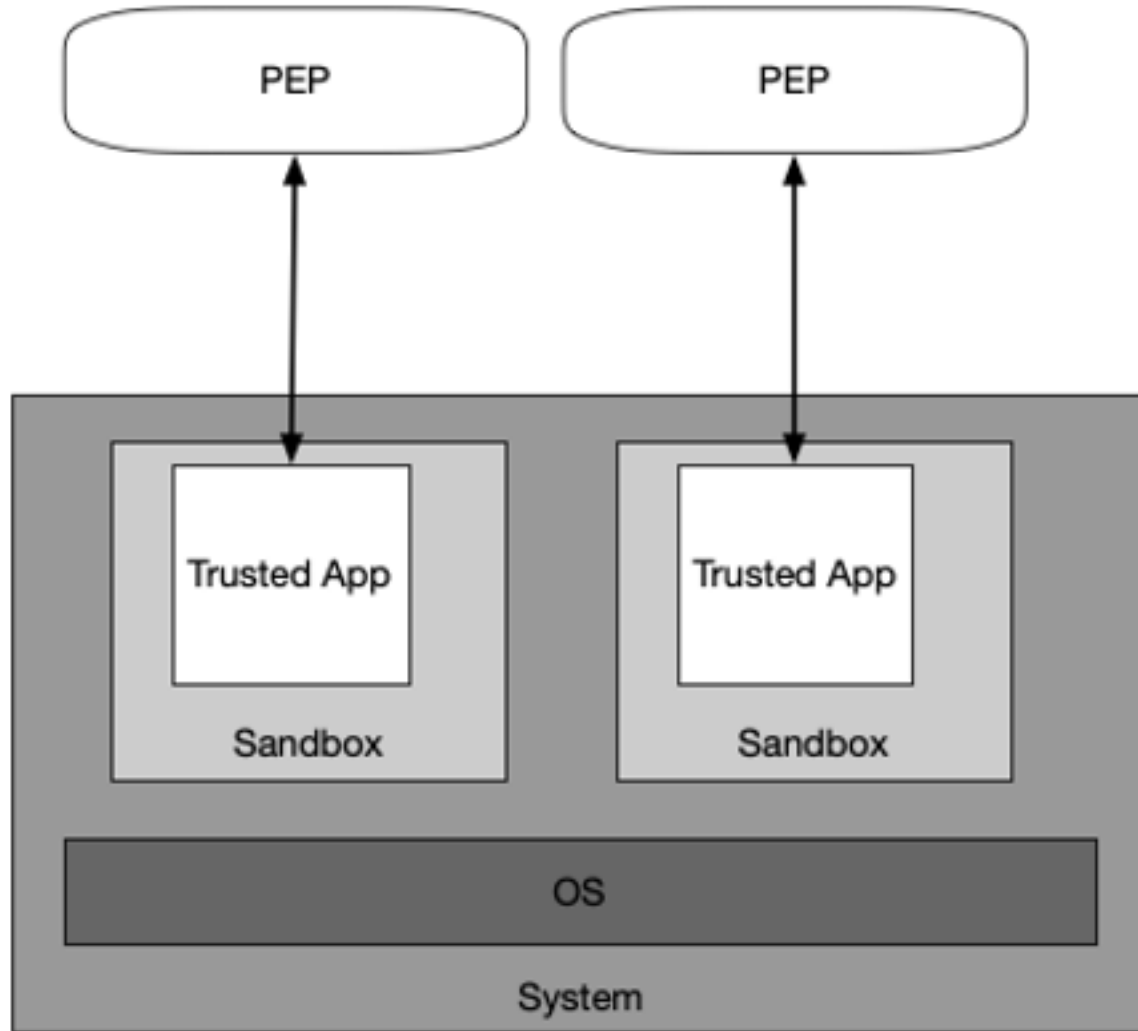 PEP
PEP
Trusted App
Trusted App
Sandbox
Sandbox
OS
System